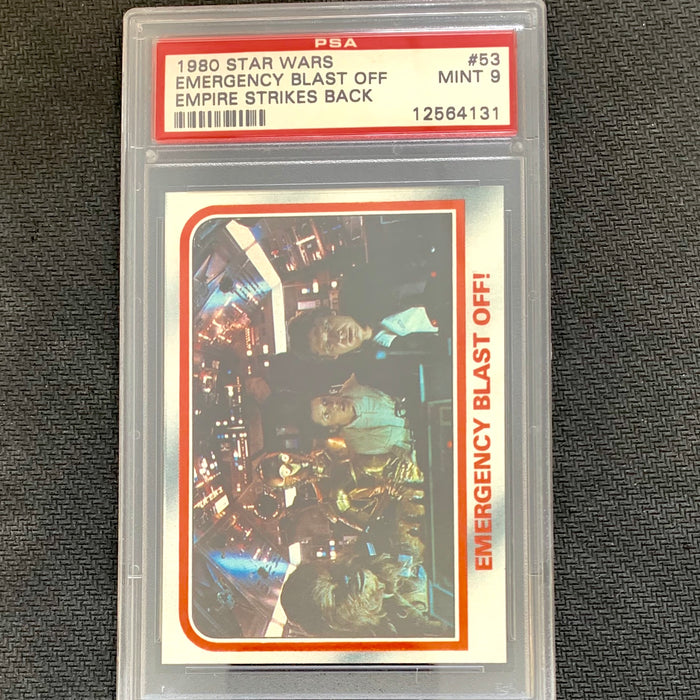 PSA
1980 STAR WARS #53
EMERGENCY BLAST OFF MINT 9
EMPIRE STRIKES BACK
12564131
EMERGENCY BLAST OFF!